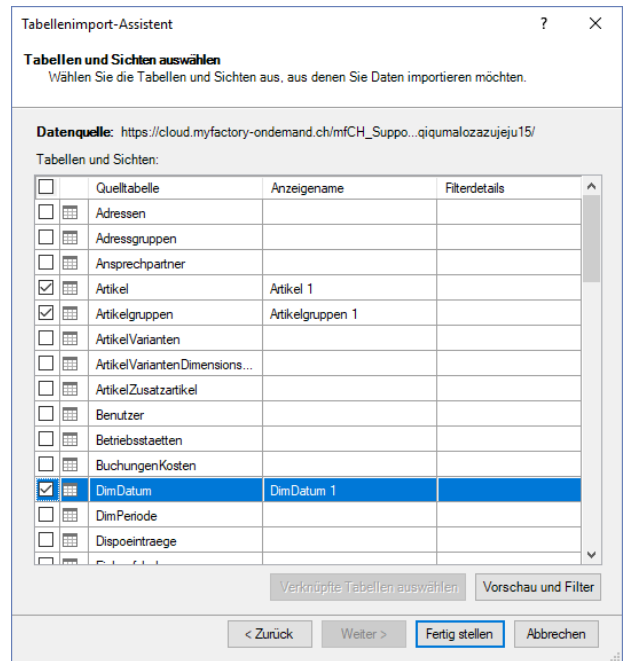 Tabellenimport-Assistent
Tabellen und Sichten auswählen
Wählen Sie die Tabellen und Sichten aus, aus denen Sie Daten importieren möchten.
Datenquelle: https://cloud.myfactory-ondemand.ch/mfCH_Suppo...qiqumalozazujeju15/
Tabellen und Sichten:
Quelltabelle Anzeigename Filterdetails
Adressen
Adressgruppen
Ansprechpartner
Artikel Artikel 1
Artikelgruppen Artikelgruppen 1
ArtikelVarianten
ArtikelVariantenDimensions...
ArtikelZusatzartikel
Benutzer
Betriebsstaetten
BuchungenKosten
DimDatum DimDatum 1
DimPeriode
Dispoeintraege
Verknüpfte Tabellen auswählen Vorschau und Filter
< Zurück Weiter > Fertig stellen Abbrechen